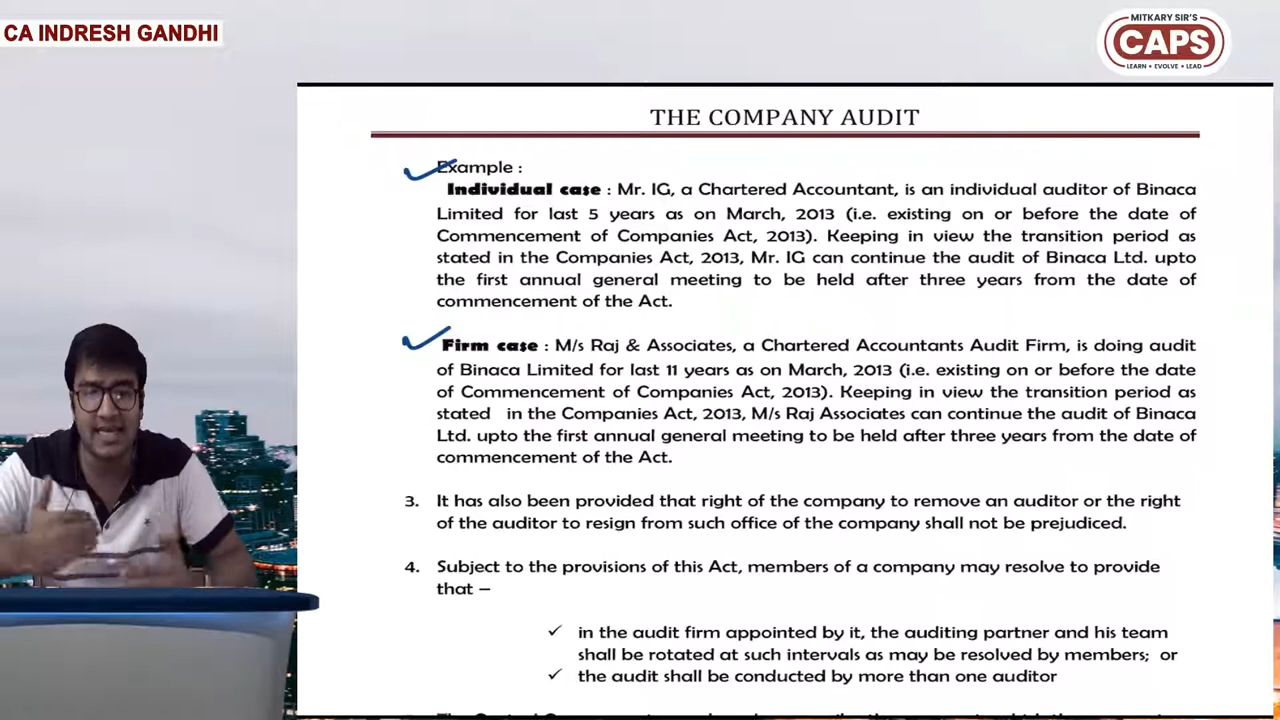 CA INDRESH GANDHI
MITKARY SIR'S
CAPS
LEARN • EVOLVE • LEAD
THE COMPANY AUDIT
Example :
Individual case : Mr. IG, a Chartered Accountant, is an individual auditor of Binaca
Limited for last 5 years as on March, 2013 (i.e. existing on or before the date of
Commencement of Companies Act, 2013). Keeping in view the transition period as
stated in the Companies Act, 2013, Mr. IG can continue the audit of Binaca Ltd. upto
the first annual general meeting to be held after three years from the date of
commencement of the Act.
Firm case : M/s Raj & Associates, a Chartered Accountants Audit Firm, is doing audit
of Binaca Limited for last 11 years as on March, 2013 (i.e. existing on or before the date
of Commencement of Companies Act, 2013). Keeping in view the transition period as
stated in the Companies Act, 2013, M/s Raj Associates can continue the audit of Binaca
Ltd. upto the first annual general meeting to be held after three years from the date of
commencement of the Act.
3. It has also been provided that right of the company to remove an auditor or the right
of the auditor to resign from such office of the company shall not be prejudiced.
4. Subject to the provisions of this Act, members of a company may resolve to provide
that –
✓ in the audit firm appointed by it, the auditing partner and his team
shall be rotated at such intervals as may be resolved by members; or
✓ the audit shall be conducted by more than one auditor